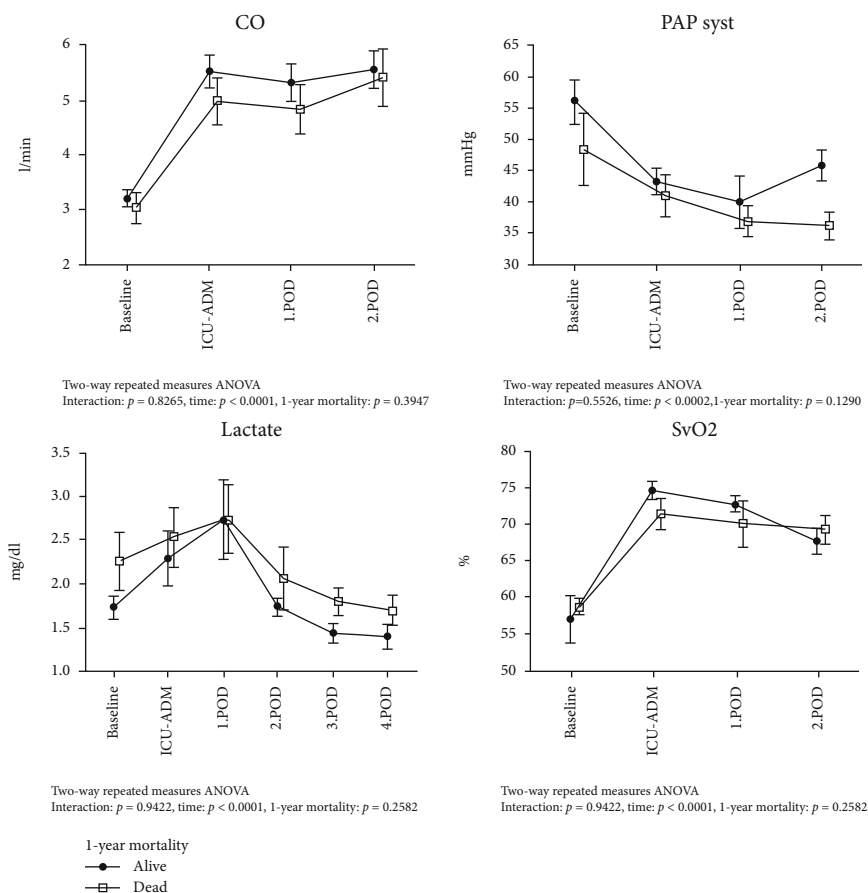 CO
6
5
4
3
2
l/min
Baseline
ICU-ADM
1.POD
2.POD
Two-way repeated measures ANOVA
Interaction: p = 0.8265, time: p < 0.0001, 1-year mortality: p = 0.3947
PAP syst
65
60
55
50
45
40
35
30
mmHg
Baseline
ICU-ADM
1.POD
2.POD
Two-way repeated measures ANOVA
Interaction: p=0.5526, time: p < 0.0002,1-year mortality: p = 0.1290
Lactate
3.5
3.0
2.5
2.0
1.5
1.0
mg/dl
Baseline
ICU-ADM
1.POD
2.POD
3.POD
4.POD
Two-way repeated measures ANOVA
Interaction: p = 0.9422, time: p < 0.0001, 1-year mortality: p = 0.2582
SvO2
80
75
70
65
60
55
50
%
Baseline
ICU-ADM
1.POD
2.POD
Two-way repeated measures ANOVA
Interaction: p = 0.9422, time: p < 0.0001, 1-year mortality: p = 0.2582
1-year mortality
Alive
Dead